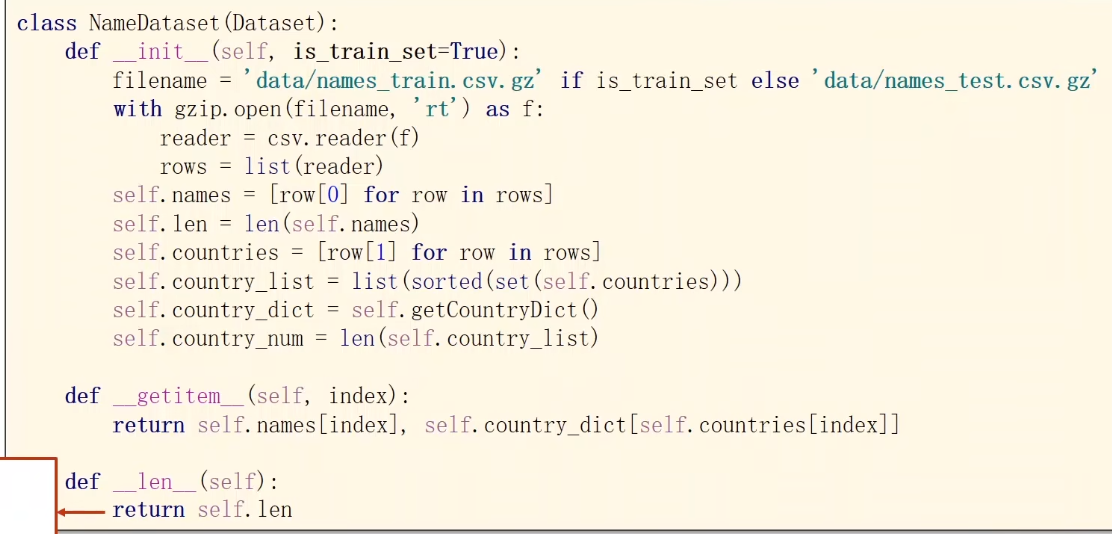 class NameDataset(Dataset):
    def __init__(self, is_train_set=True):
        filename = 'data/names_train.csv.gz' if is_train_set else 'data/names_test.csv.gz'
        with gzip.open(filename, 'rt') as f:
            reader = csv.reader(f)
            rows = list(reader)
        self.names = [row[0] for row in rows]
        self.len = len(self.names)
        self.countries = [row[1] for row in rows]
        self.country_list = list(sorted(set(self.countries)))
        self.country_dict = self.getCountryDict()
        self.country_num = len(self.country_list)
    def __getitem__(self, index):
        return self.names[index], self.country_dict[self.countries[index]]
    def __len__(self):
        return self.len